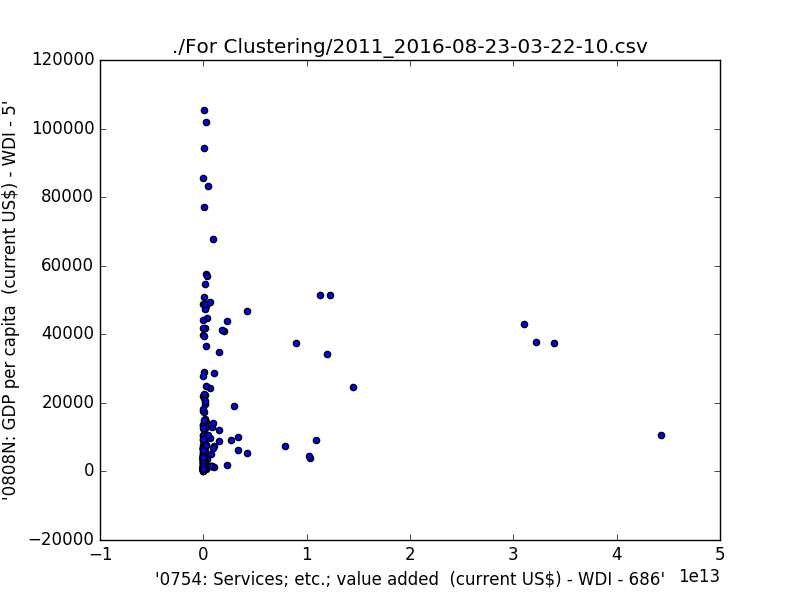 ./For Clustering/2011_2016-08-23-03-22-10.csv
120000
100000
80000
60000
40000
20000
0
−20000
'0808N: GDP per capita  (current US$) - WDI - 5'
−1 0 1 2 3 4 5
1e13
'0754: Services; etc.; value added  (current US$) - WDI - 686'